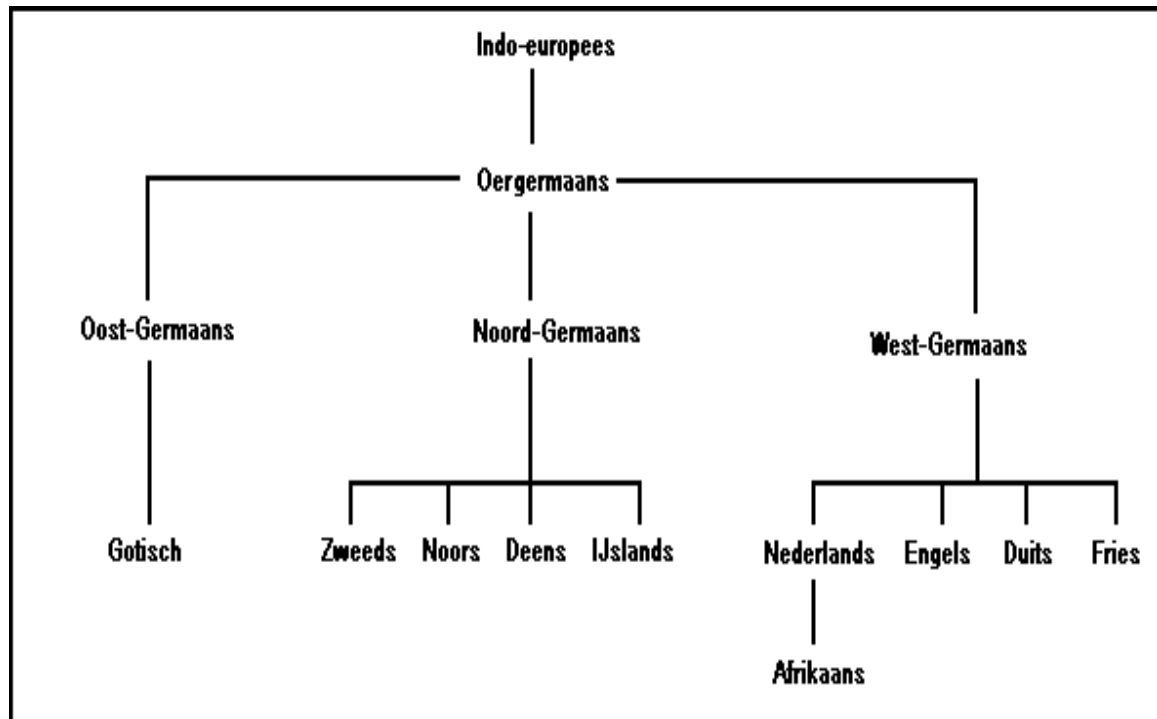 Indo-europees
Oergermaans
Oost-Germaans Noord-Germaans West-Germaans
Gotisch Zweeds Noors Deens IJslands Nederlands Engels Duits Fries
Afrikaans